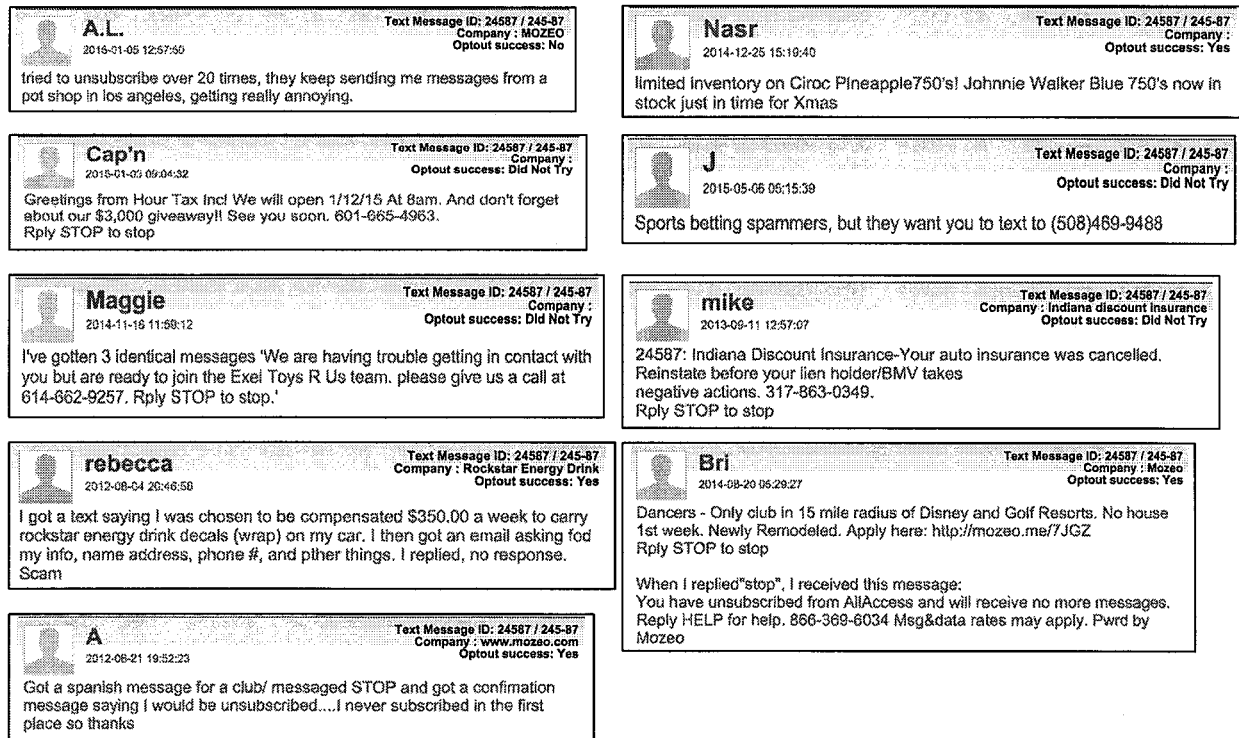 A.L.
Text Message ID: 24587 / 245-87
Company : MOZEO
Optout success: No
2016-01-05 12:57:50
tried to unsubscribe over 20 times, they keep sending me messages from a
pot shop in los angeles, getting really annoying.
Cap'n
Text Message ID: 24587 / 245-87
Company :
Optout success: Did Not Try
2015-01-03 09:04:32
Greetings from Hour Tax Inc! We will open 1/12/15 At 8am. And don't forget
about our $3,000 giveaway!! See you soon. 601-665-4963.
Rply STOP to stop
Maggie
Text Message ID: 24587 / 245-87
Company :
Optout success: Did Not Try
2014-11-16 11:59:12
I've gotten 3 identical messages 'We are having trouble getting in contact with
you but are ready to join the Exel Toys R Us team. please give us a call at
614-662-9257. Rply STOP to stop.'
rebecca
Text Message ID: 24587 / 245-87
Company : Rockstar Energy Drink
Optout success: Yes
2012-08-04 20:46:58
I got a text saying I was chosen to be compensated $350.00 a week to carry
rockstar energy drink decals (wrap) on my car. I then got an email asking fod
my info, name address, phone #, and pther things. I replied, no response.
Scam
A
Text Message ID: 24587 / 245-87
Company : www.mozeo.com
Optout success: Yes
2012-06-21 19:52:23
Got a spanish message for a club/ messaged STOP and got a confimation
message saying I would be unsubscribed....I never subscribed in the first
place so thanks
Nasr
Text Message ID: 24587 / 245-87
Company :
Optout success: Yes
2014-12-25 15:19:40
limited inventory on Ciroc Pineapple750's! Johnnie Walker Blue 750's now in
stock just in time for Xmas
J
Text Message ID: 24587 / 245-87
Company :
Optout success: Did Not Try
2015-05-06 05:15:39
Sports betting spammers, but they want you to text to (508)469-9488
mike
Text Message ID: 24587 / 245-87
Company : Indiana discount insurance
Optout success: Did Not Try
2013-09-11 12:57:07
24587: Indiana Discount Insurance-Your auto insurance was cancelled.
Reinstate before your lien holder/BMV takes
negative actions. 317-863-0349.
Rply STOP to stop
Bri
Text Message ID: 24587 / 245-87
Company : Mozeo
Optout success: Yes
2014-08-20 05:29:27
Dancers - Only club in 15 mile radius of Disney and Golf Resorts. No house
1st week. Newly Remodeled. Apply here: http://mozeo.me/7JGZ
Rply STOP to stop
When I replied"stop", I received this message:
You have unsubscribed from AllAccess and will receive no more messages.
Reply HELP for help. 866-369-6034 Msg&data rates may apply. Pwrd by
Mozeo